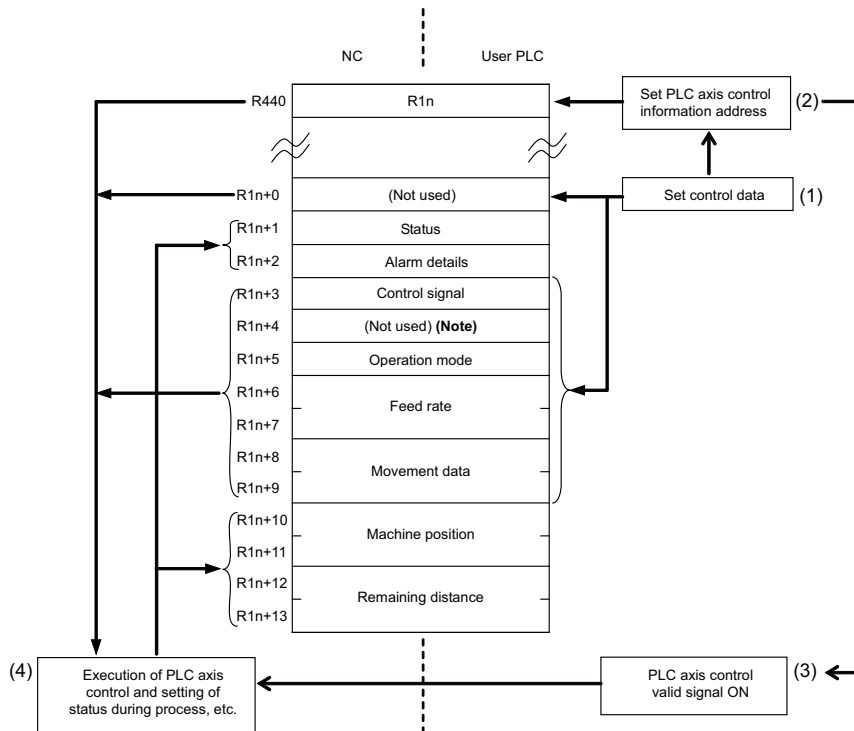 NC
User PLC
R440
R1n
Set PLC axis control
information address
(2)
R1n+0
(Not used)
Set control data
(1)
R1n+1
Status
R1n+2
Alarm details
R1n+3
Control signal
R1n+4
(Not used) (Note)
R1n+5
Operation mode
R1n+6
Feed rate
R1n+7
R1n+8
Movement data
R1n+9
R1n+10
Machine position
R1n+11
R1n+12
Remaining distance
R1n+13
(4)
Execution of PLC axis
control and setting of
status during process, etc.
PLC axis control
valid signal ON
(3)